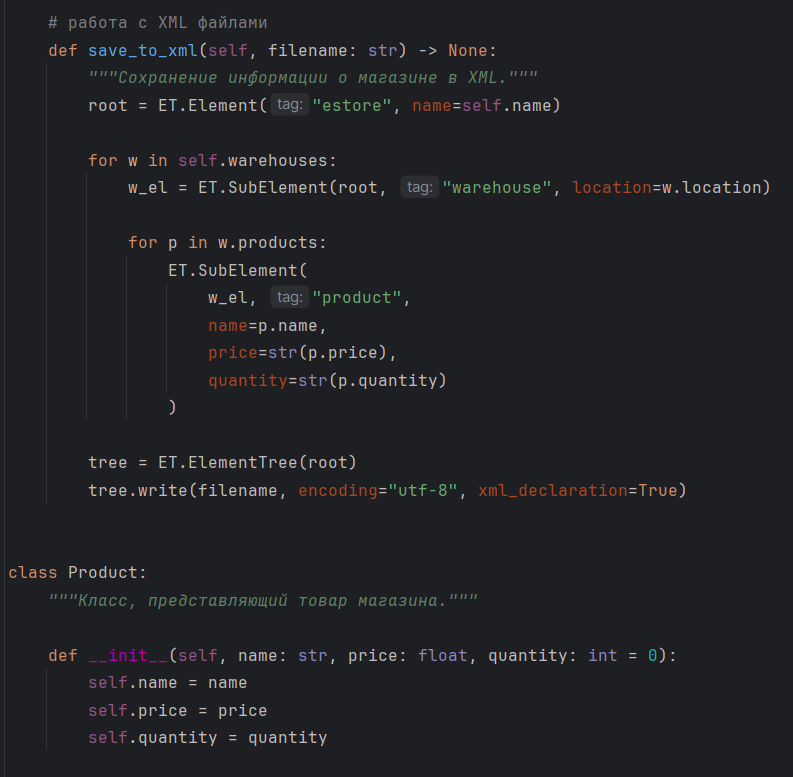 # работа с XML файлами
def save_to_xml(self, filename: str) -> None:
"""Сохранение информации о магазине в XML."""
root = ET.Element(tag: "estore", name=self.name)
for w in self.warehouses:
w_el = ET.SubElement(root, tag: "warehouse", location=w.location)
for p in w.products:
ET.SubElement(
w_el, tag: "product",
name=p.name,
price=str(p.price),
quantity=str(p.quantity)
)
tree = ET.ElementTree(root)
tree.write(filename, encoding="utf-8", xml_declaration=True)
class Product:
"""Класс, представляющий товар магазина."""
def __init__(self, name: str, price: float, quantity: int = 0):
self.name = name
self.price = price
self.quantity = quantity